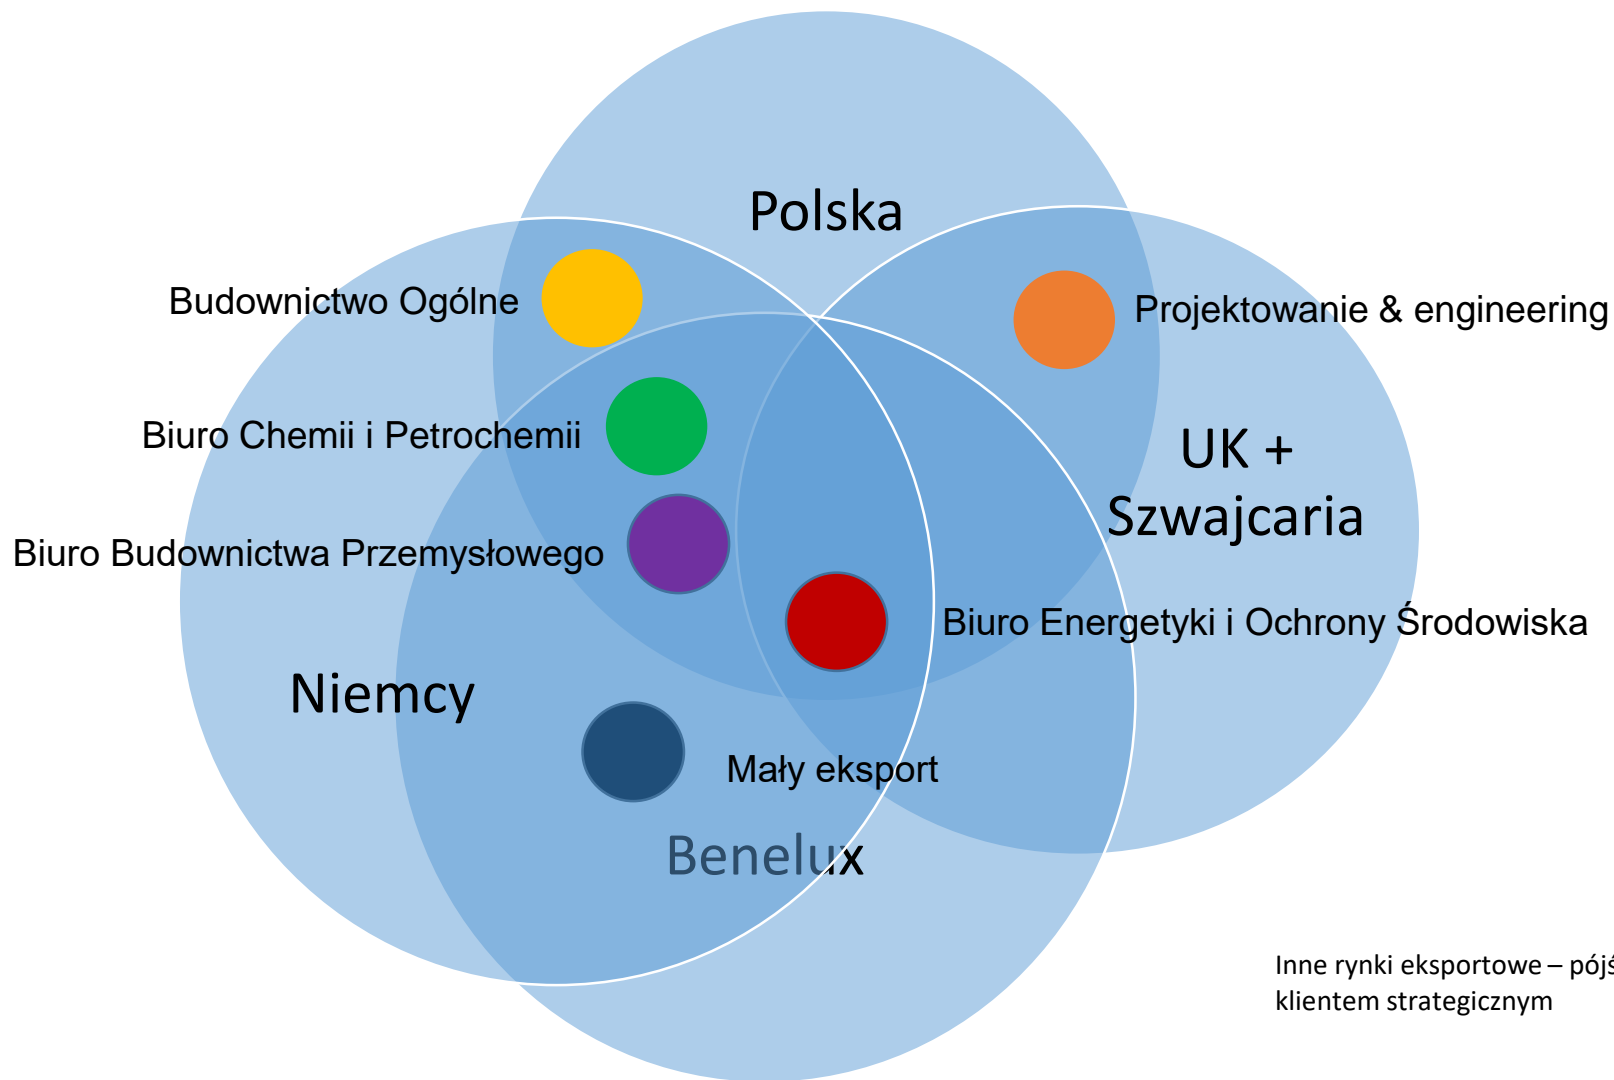 Polska
Budownictwo Ogólne
Projektowanie & engineering
Biuro Chemii i Petrochemii
UK +
Szwajcaria
Biuro Budownictwa Przemysłowego
Biuro Energetyki i Ochrony Środowiska
Niemcy
Mały eksport
Benelux
Inne rynki eksportowe –
klientem strategicznym